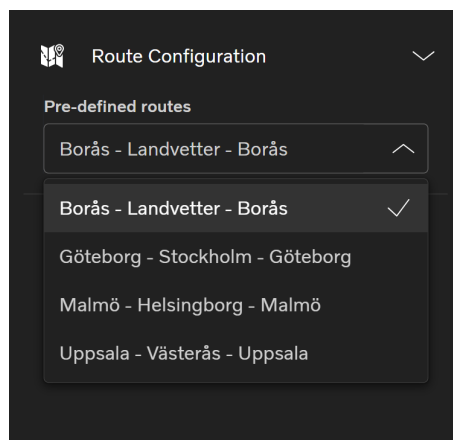 Route Configuration
Pre-defined routes
Borås - Landvetter - Borås
Borås - Landvetter - Borås
Göteborg - Stockholm - Göteborg
Malmö - Helsingborg - Malmö
Uppsala - Västerås - Uppsala